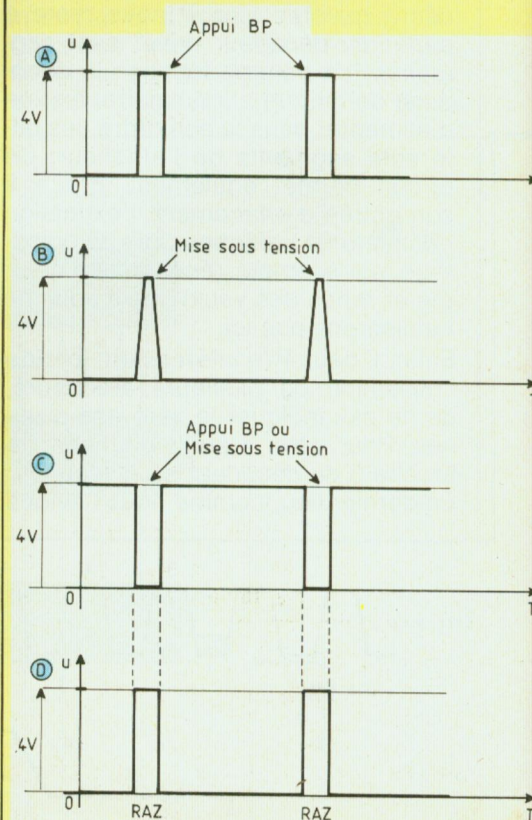 Appui BP
A
u
4V
0
Mise sous tension
B
u
4V
0
Appui BP ou
Mise sous tension
C
u
4V
0
D
u
4V
0
RAZ RAZ